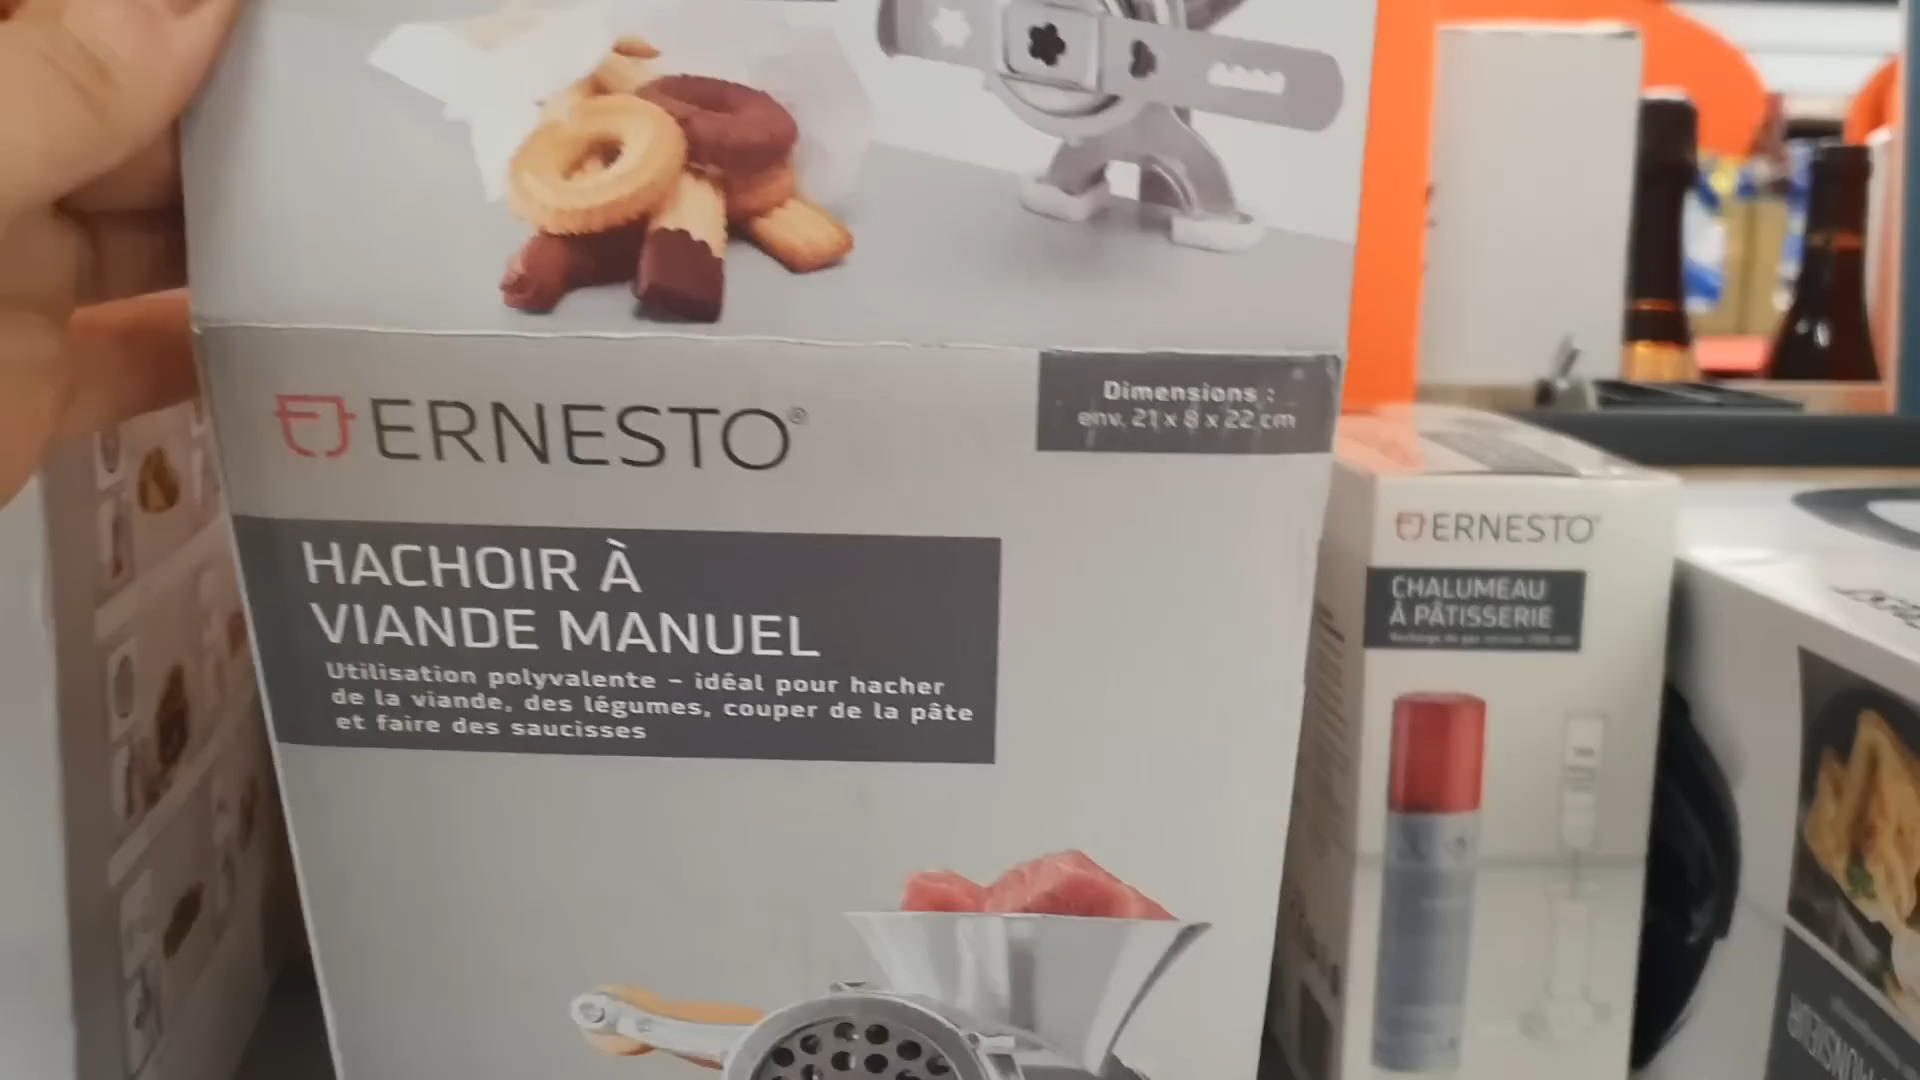 ERNESTO®
Dimensions :
env. 21 x 8 x 22 cm
HACHOIR À
VIANDE MANUEL
Utilisation polyvalente – idéal pour hacher
de la viande, des légumes, couper de la pâte
et faire des saucisses
ERNESTO®
CHALUMEAU
À PÂTISSERIE